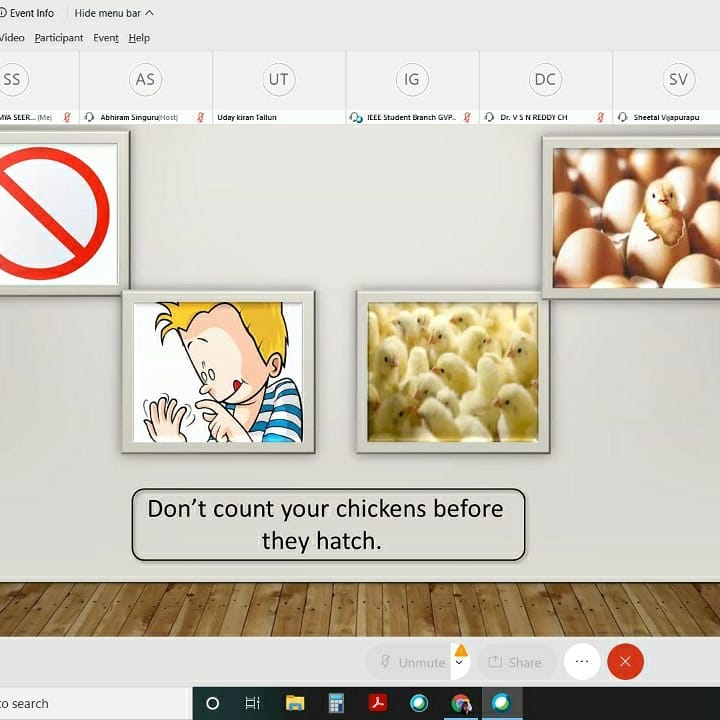 Event Info Hide menu bar
Video Participant Event Help
SS AS UT IG DC SV
MYA SEER... (Me) Abhiram Singuru(Host) Uday kiran Talluri IEEE Student Branch GVP... Dr. V S N REDDY CH Sheetal Vijapurapu
Don't count your chickens before
they hatch.
Unmute Share
to search